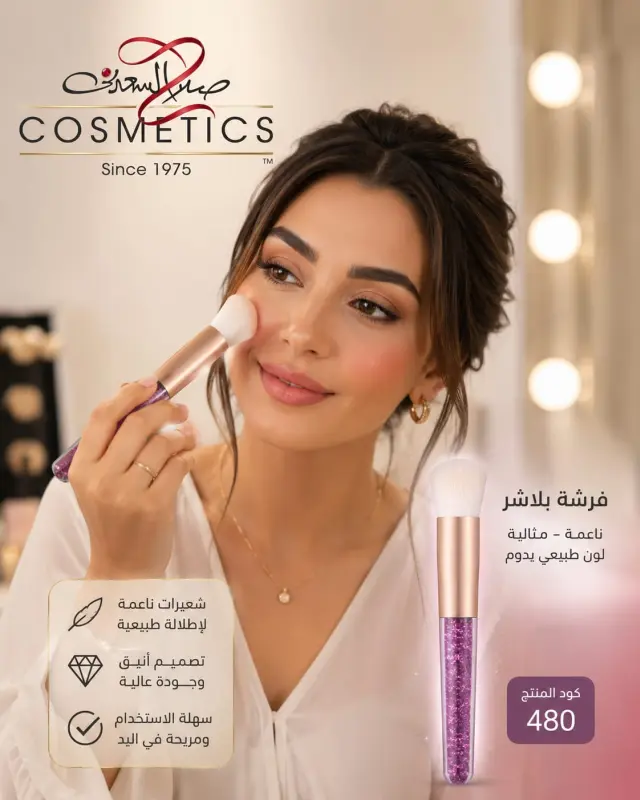 صلاح السعدني
COSMETICS
TM
Since 1975
فرشة بلاشر
ناعمة - مثالية
لون طبيعي يدوم
شعيرات ناعمة
لإطلالة طبيعية
تصميم أنيق
وجودة عالية
سهلة الاستخدام
ومريحة في اليد
كود المنتج
480